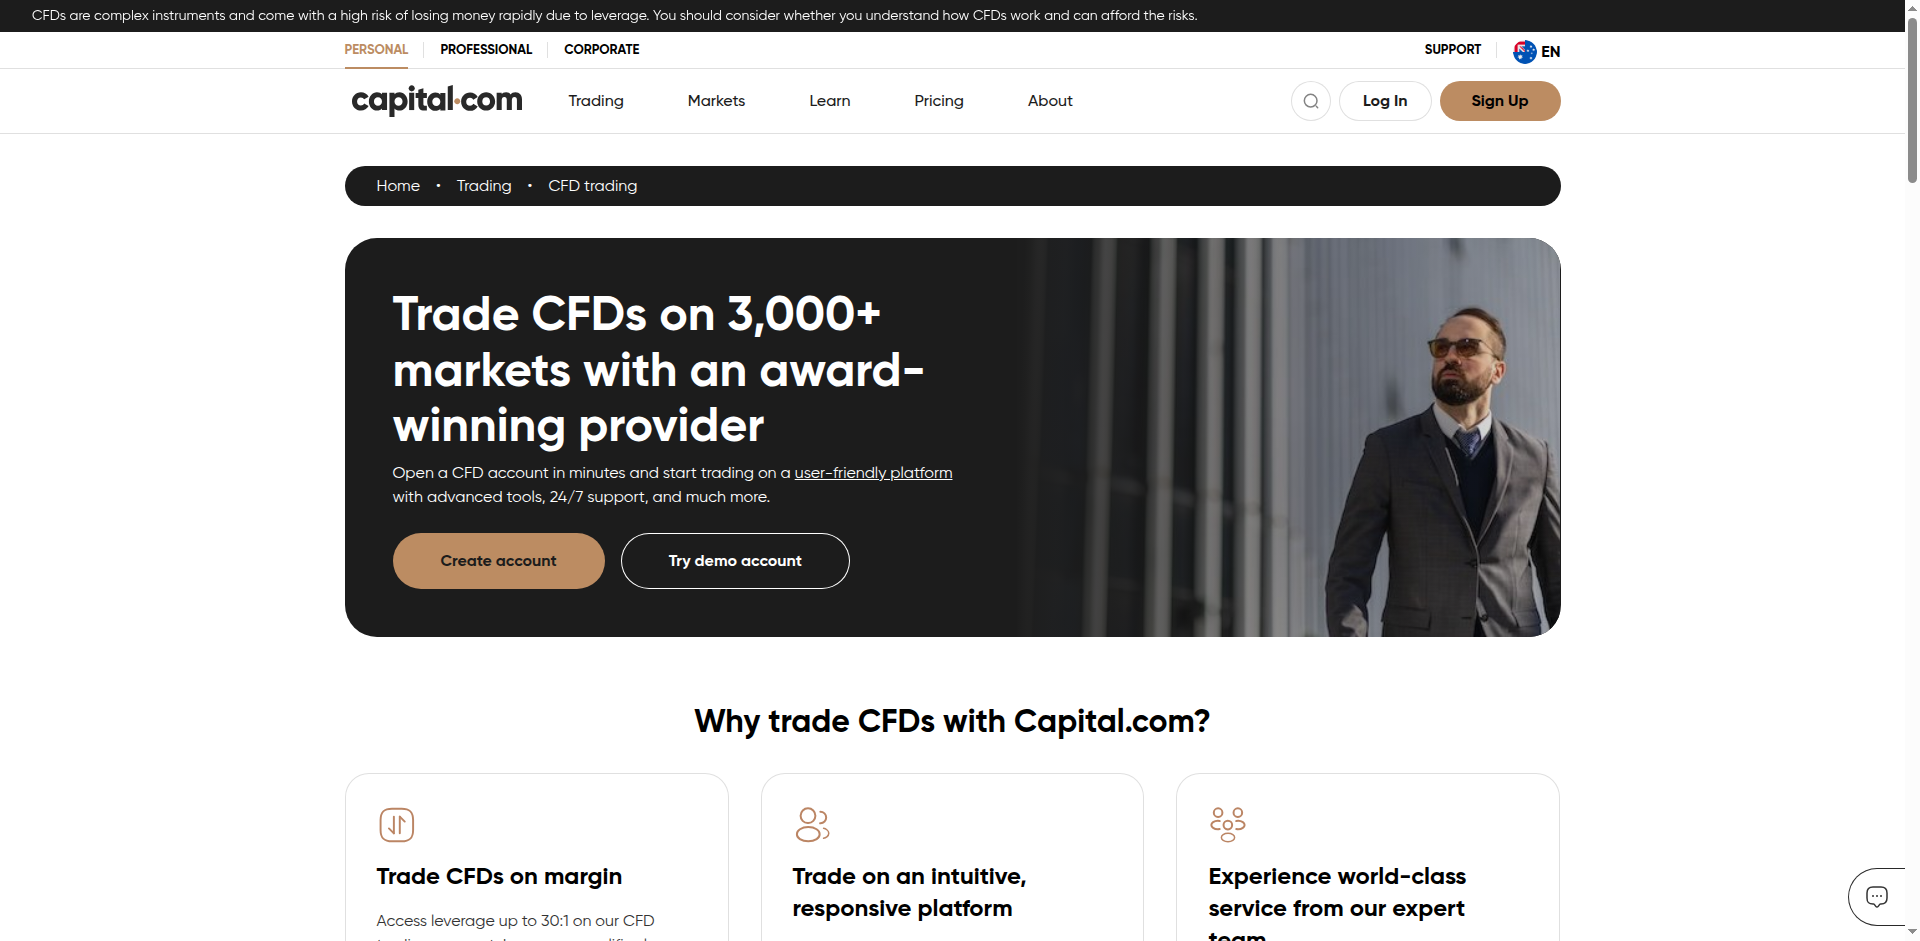 CFDs are complex instruments and come with a high risk of losing money rapidly due to leverage. You should consider whether you understand how CFDs work and can afford the risks.
PERSONAL
PROFESSIONAL
CORPORATE
SUPPORT
EN
capital.com
Trading
Markets
Learn
Pricing
About
Log In
Sign Up
Home • Trading • CFD trading
Trade CFDs on 3,000+
markets with an award-
winning provider
Open a CFD account in minutes and start trading on a user-friendly platform
with advanced tools, 24/7 support, and much more.
Create account
Try demo account
Why trade CFDs with Capital.com?
Trade CFDs on margin
Access leverage up to 30:1 on our CFD
Trade on an intuitive,
responsive platform
Experience world-class
service from our expert
team